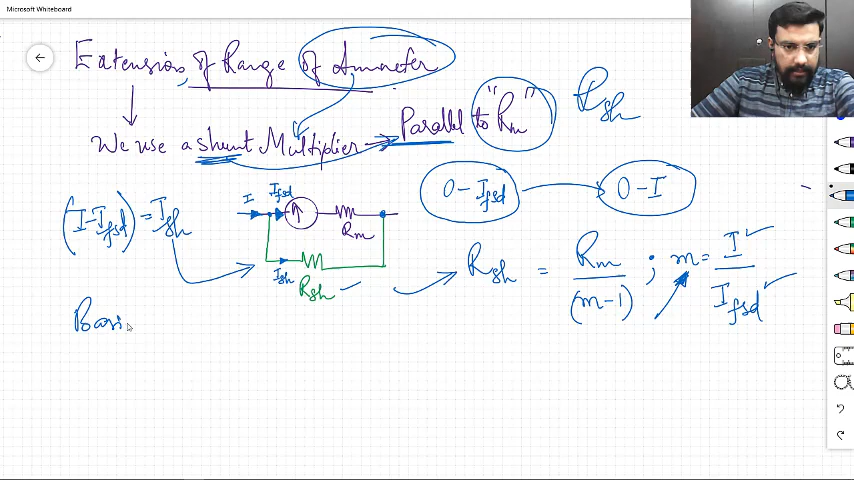 Microsoft Whiteboard
Extension of Range of Ammeter
We use a shunt Multiplier → Parallel to "Rm"
Rsh
(I-Ifsd) = Ish
I
Ifsd
Rm
Ish
Rsh
0-Ifsd
0-I
Rsh = Rm/(m-1) ; m = I/Ifsd
Basi